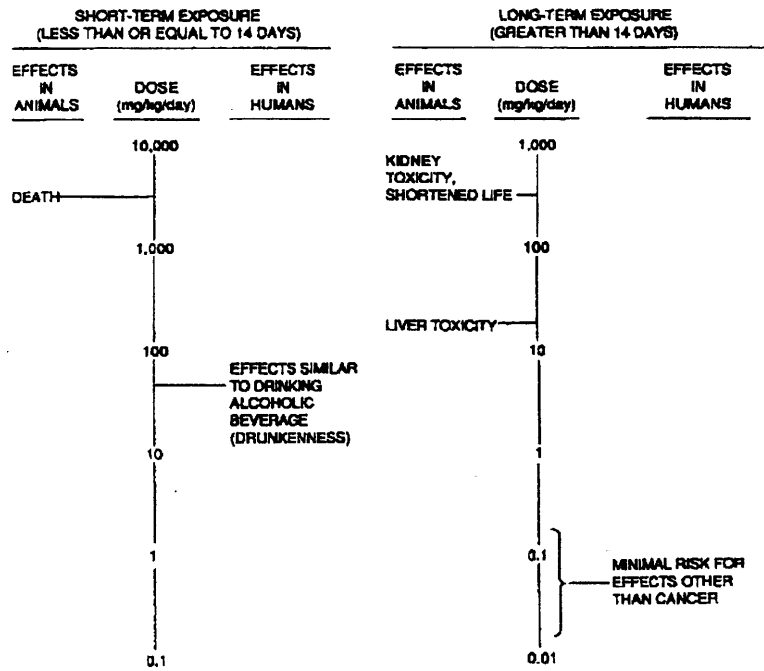 SHORT-TERM EXPOSURE
(LESS THAN OR EQUAL TO 14 DAYS)
EFFECTS
IN
ANIMALS
DOSE
(mg/kg/day)
EFFECTS
IN
HUMANS
10,000
DEATH
1,000
100
EFFECTS SIMILAR
TO DRINKING
ALCOHOLIC
BEVERAGE
(DRUNKENNESS)
10
1
0.1
LONG-TERM EXPOSURE
(GREATER THAN 14 DAYS)
EFFECTS
IN
ANIMALS
DOSE
(mg/kg/day)
EFFECTS
IN
HUMANS
1,000
KIDNEY
TOXICITY,
SHORTENED LIFE
100
LIVER TOXICITY
10
1
0.1
MINIMAL RISK FOR
EFFECTS OTHER
THAN CANCER
0.01